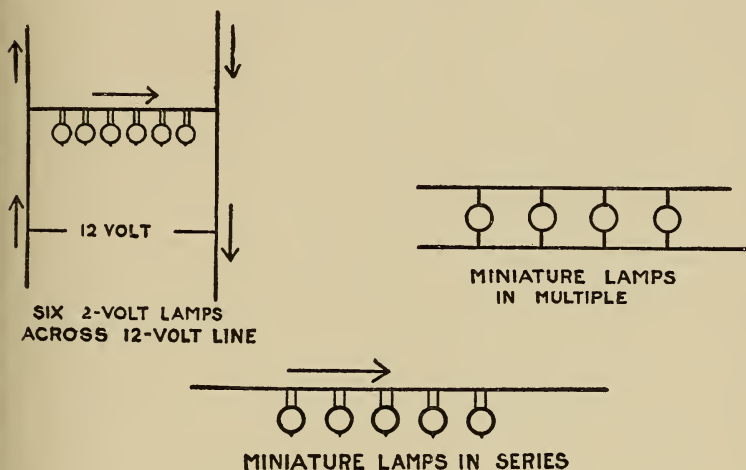 12 VOLT
SIX 2-VOLT LAMPS
ACROSS 12-VOLT LINE
MINIATURE LAMPS
IN MULTIPLE
MINIATURE LAMPS IN SERIES